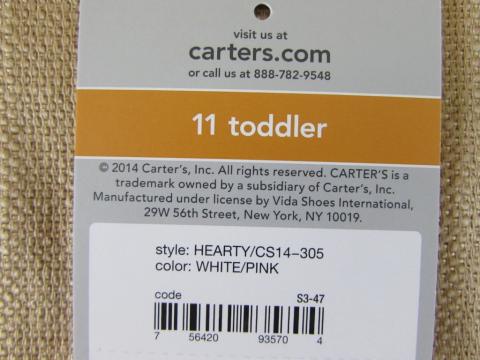 visit us at
carters.com
or call us at 888-782-9548
11 toddler
© 2014 Carter's, Inc. All rights reserved. CARTER'S is a
trademark owned by a subsidiary of Carter's, Inc.
Manufactured under license by Vida Shoes International,
29W 56th Street, New York, NY 10019.
style: HEARTY/CS14-305
color: WHITE/PINK
code S3-47
7 56420 93570 4